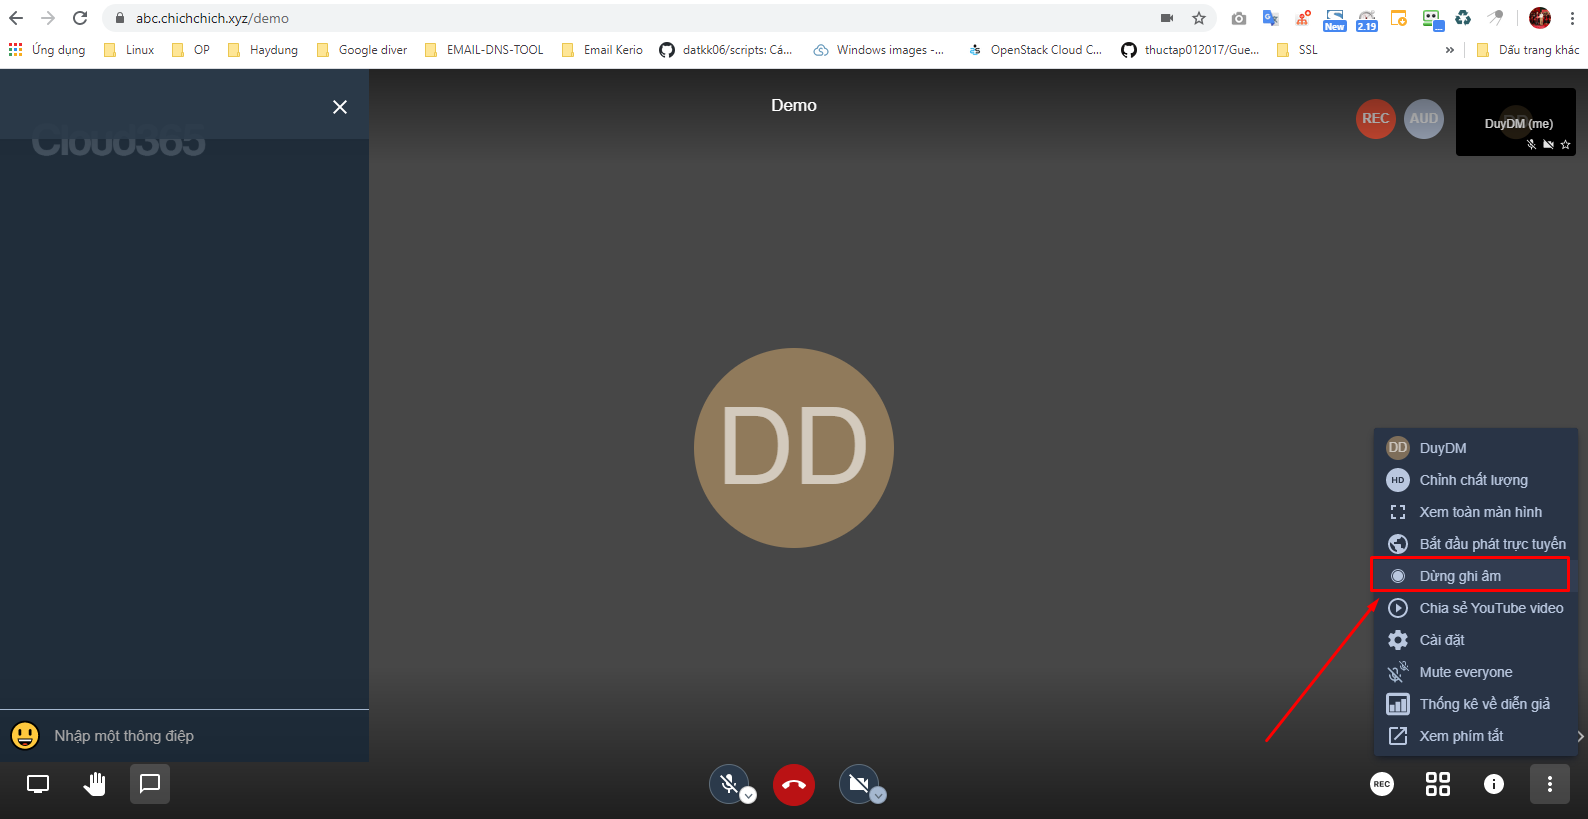 abc.chichchich.xyz/demo
New
2.19
Ứng dụng
Linux
OP
Haydung
Google diver
EMAIL-DNS-TOOL
Email Kerio
datkk06/scripts: Cá...
Windows images -...
OpenStack Cloud C...
thuctap012017/Gue...
SSL
»
Dấu trang khác
Cloud365
Demo
REC
AUD
DuyDM (me)
DD
DD
DuyDM
HD
Chỉnh chất lượng
Xem toàn màn hình
Bắt đầu phát trực tuyến
Dừng ghi âm
Chia sẻ YouTube video
Cài đặt
Mute everyone
Thống kê về diễn giả
Xem phím tắt
Nhập một thông điệp
REC